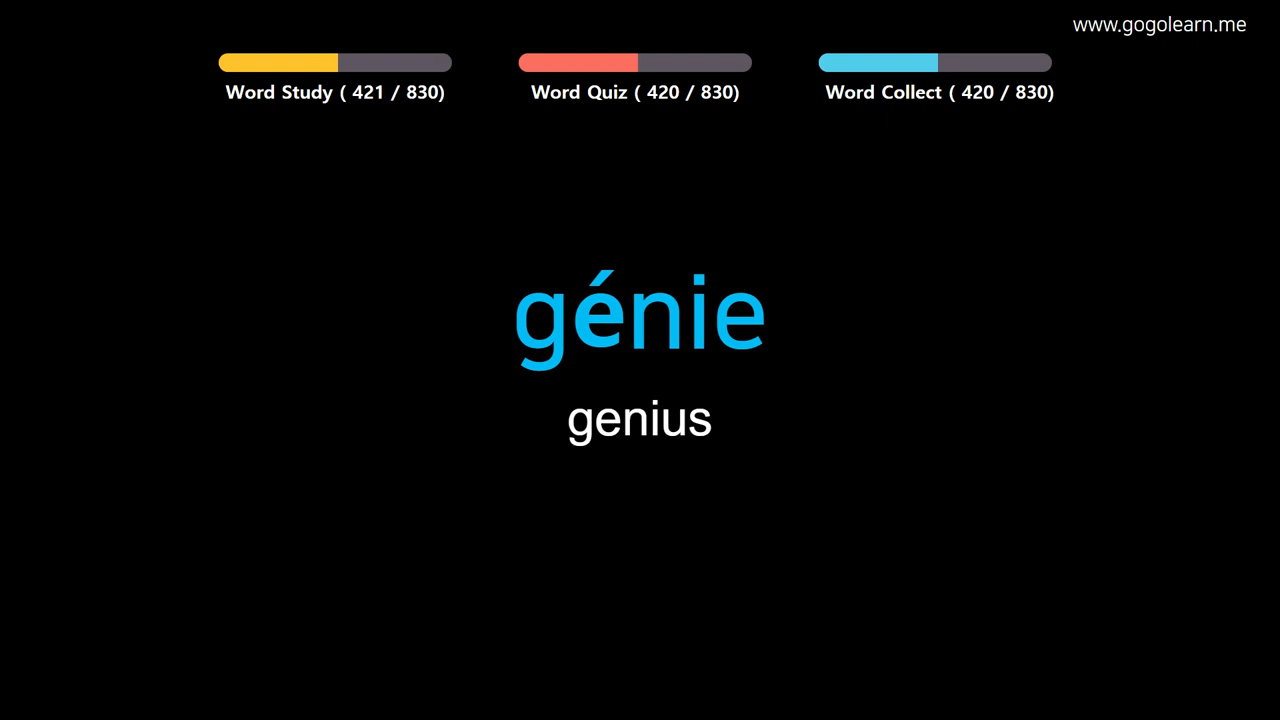 www.gogolearn.me
Word Study ( 421 / 830)
Word Quiz ( 420 / 830)
Word Collect ( 420 / 830)
génie
genius